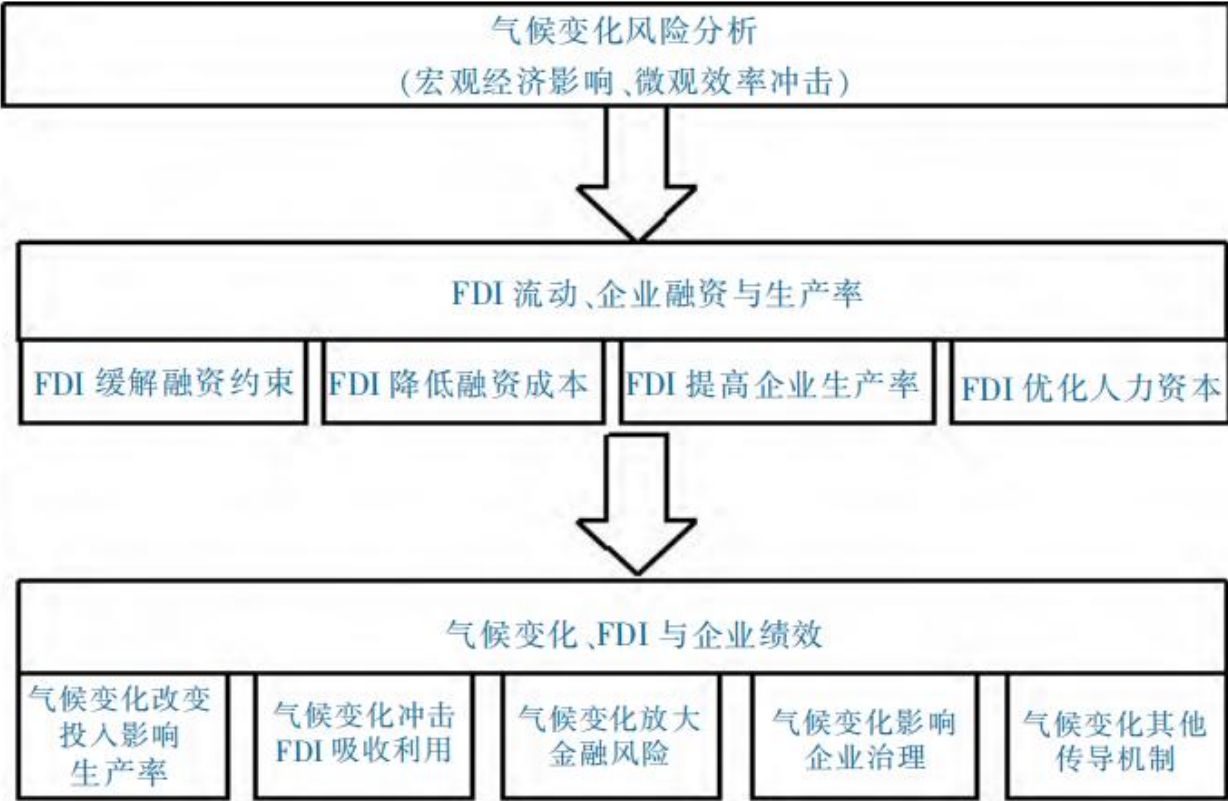 气候变化风险分析
(宏观经济影响、微观效率冲击)
FDI 流动、企业融资与生产率
FDI 缓解融资约束
FDI 降低融资成本
FDI 提高企业生产率
FDI 优化人力资本
气候变化、FDI 与企业绩效
气候变化改变
投入影响
生产率
气候变化冲击
FDI 吸收利用
气候变化放大
金融风险
气候变化影响
企业治理
气候变化其他
传导机制